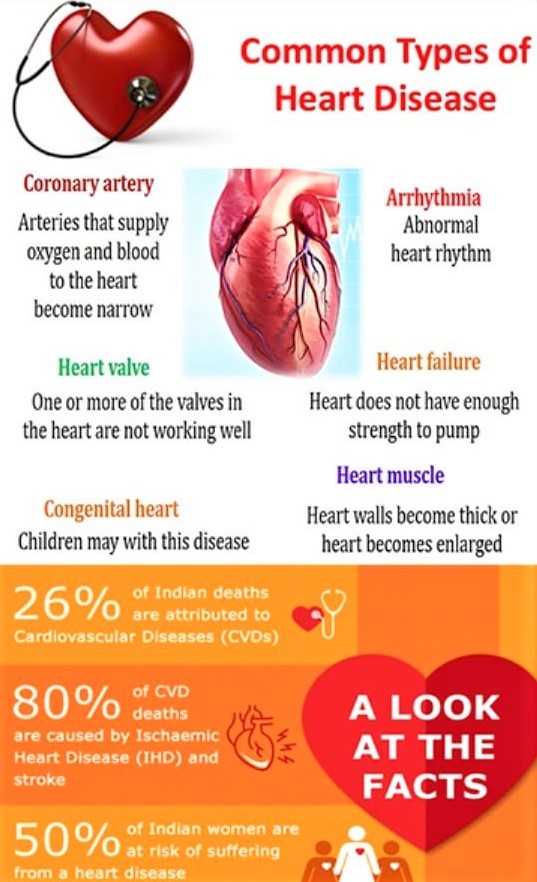 Common Types of
Heart Disease
Coronary artery
Arteries that supply
oxygen and blood
to the heart
become narrow
Arrhythmia
Abnormal
heart rhythm
Heart valve
One or more of the valves in
the heart are not working well
Heart failure
Heart does not have enough
strength to pump
Congenital heart
Children may with this disease
Heart muscle
Heart walls become thick or
heart becomes enlarged
26% of Indian deaths
are attributed to
Cardiovascular Diseases (CVDs)
80% of CVD
deaths
are caused by Ischaemic
Heart Disease (IHD) and
stroke
A LOOK
AT THE
FACTS
50% of Indian women are
at risk of suffering
from a heart disease